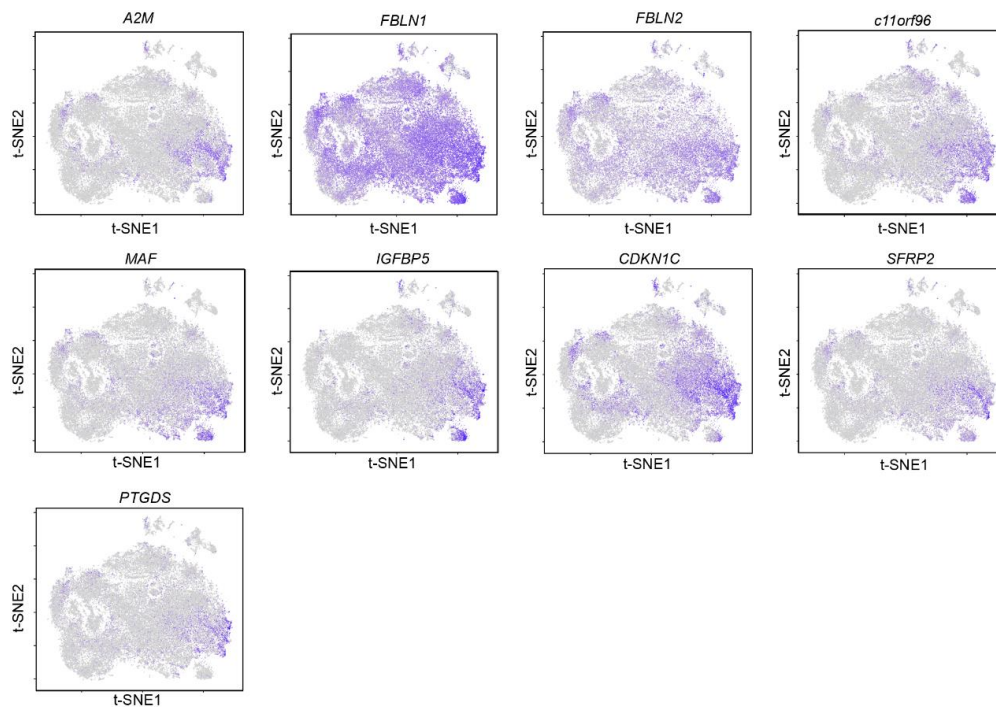 A2M
FBLN1
FBLN2
c11orf96
t-SNE2
t-SNE2
t-SNE2
t-SNE2
t-SNE1
t-SNE1
t-SNE1
t-SNE1
MAF
IGFBP5
CDKN1C
SFRP2
t-SNE2
t-SNE2
t-SNE2
t-SNE2
t-SNE1
t-SNE1
t-SNE1
t-SNE1
PTGDS
t-SNE2
t-SNE1